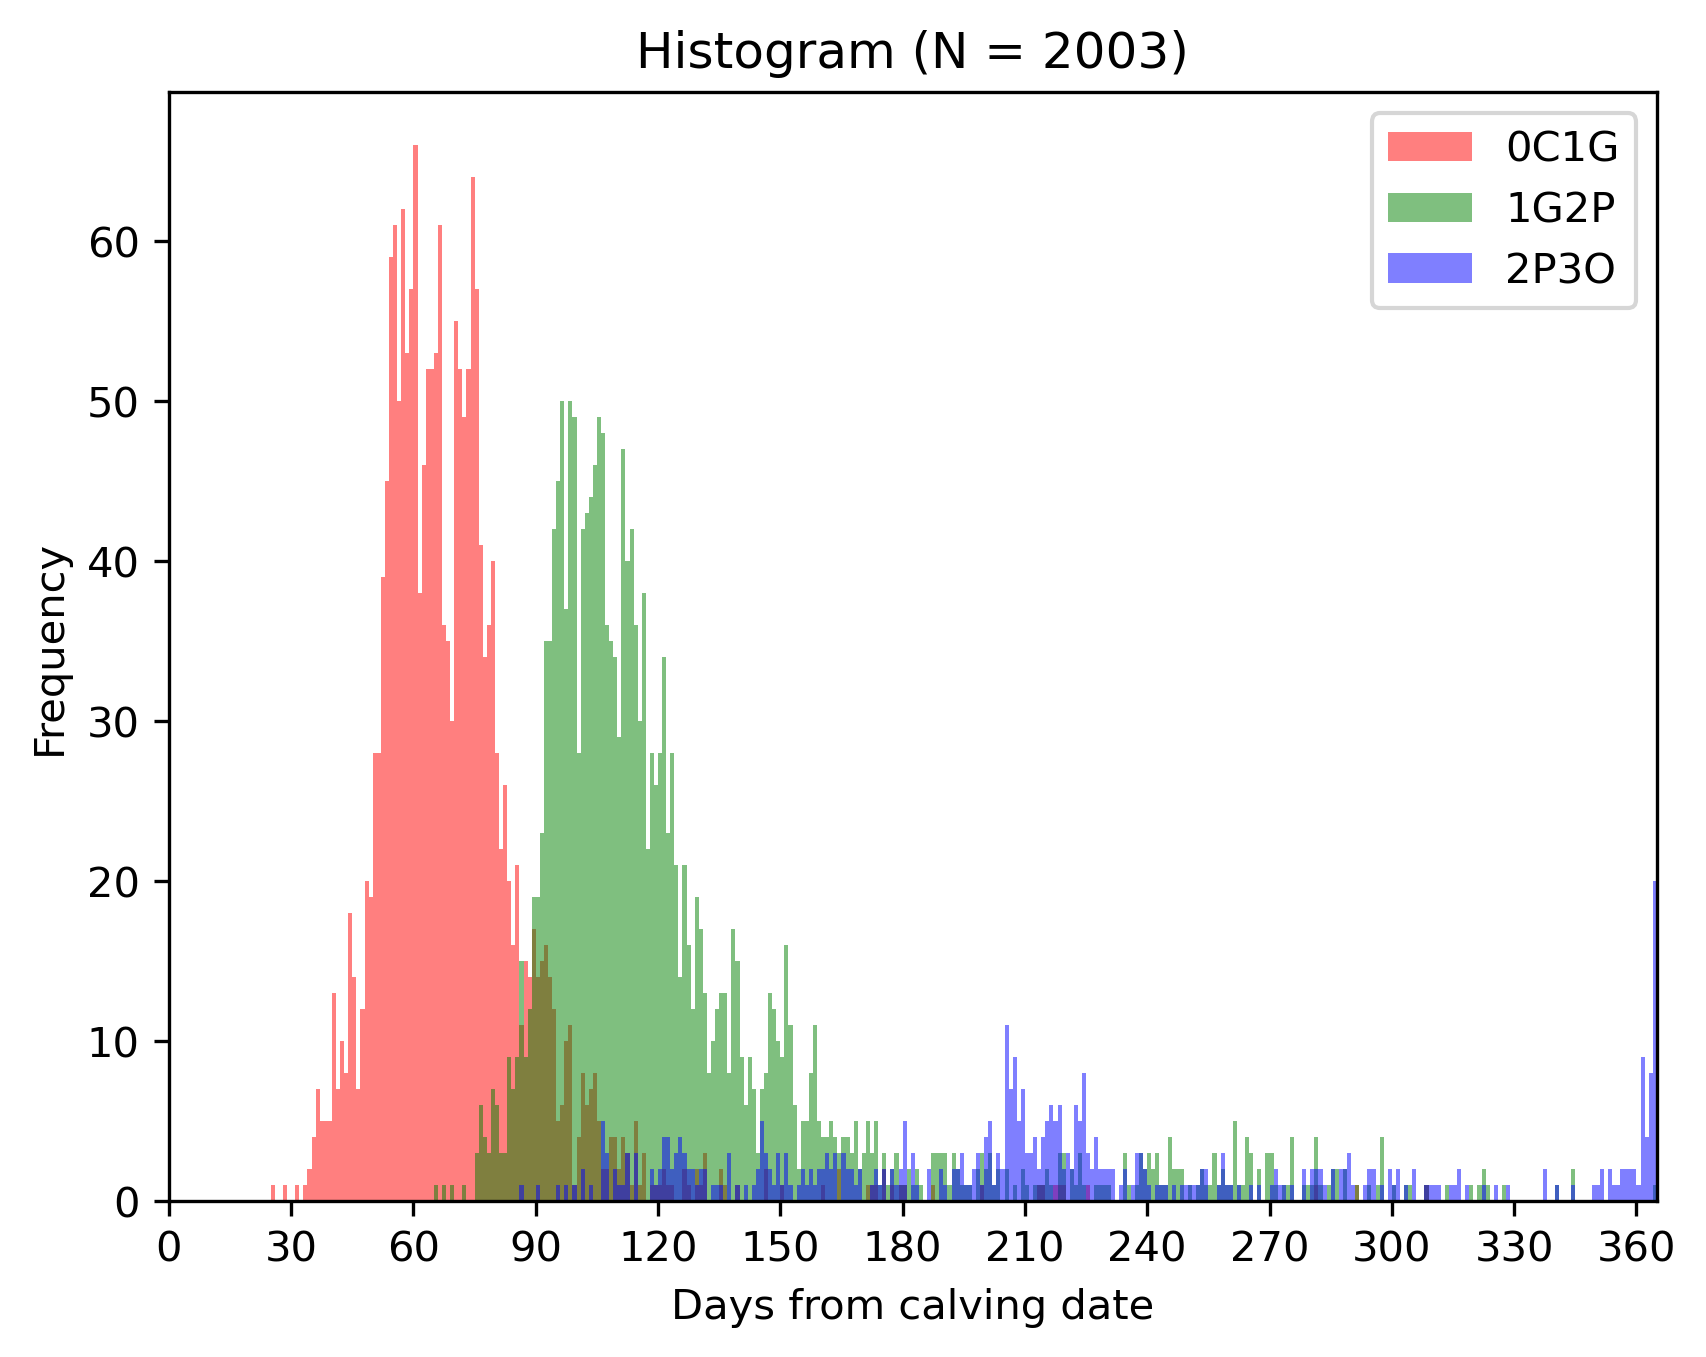 Histogram (N = 2003)
0C1G
1G2P
2P3O
Frequency
60
50
40
30
20
10
0
0 30 60 90 120 150 180 210 240 270 300 330 360
Days from calving date